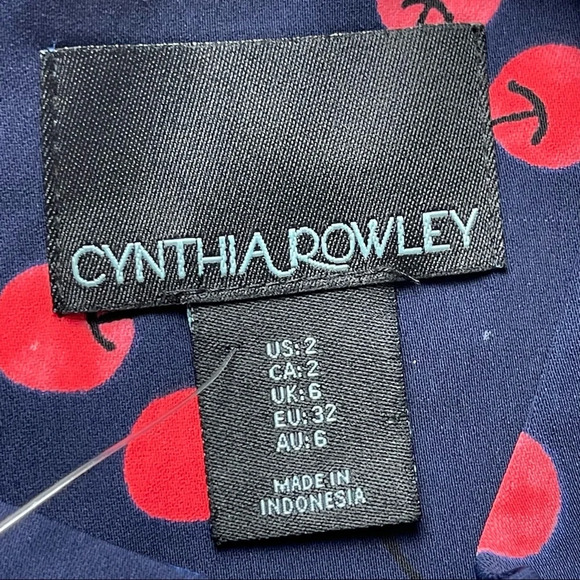 CYNTHIA ROWLEY
US: 2
CA: 2
UK: 6
EU: 32
AU: 6
MADE IN
INDONESIA